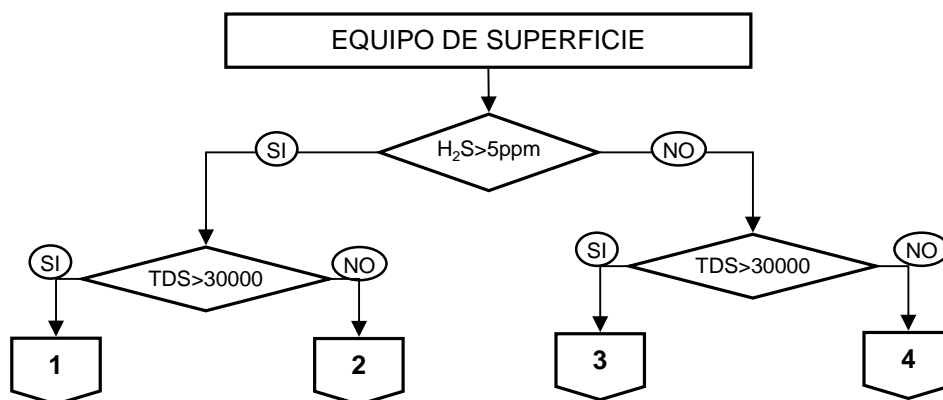 EQUIPO DE SUPERFICIE
SI
H₂S>5ppm
NO
SI
TDS>30000
NO
SI
TDS>30000
NO
1
2
3
4